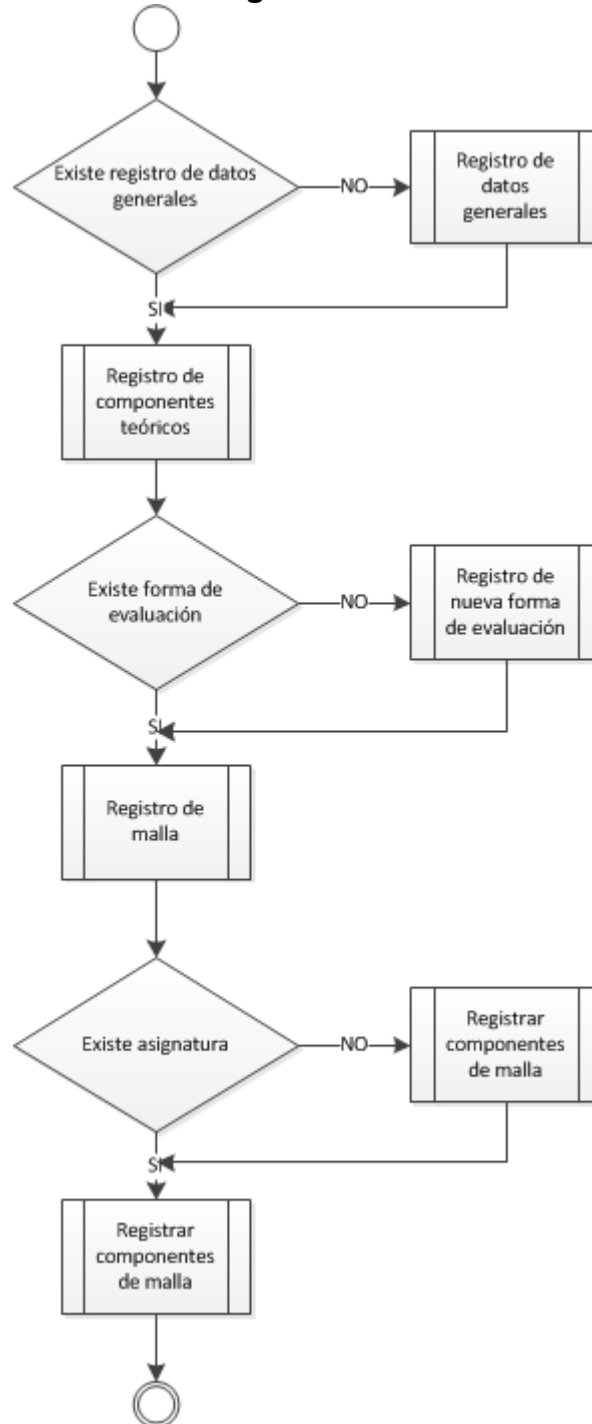 Existe registro de datos
generales
NO
Registro de
datos
generales
SI
Registro de
componentes
teóricos
Existe forma de
evaluación
NO
Registro de
nueva forma
de evaluación
SI
Registro de
malla
Existe asignatura
NO
Registrar
componentes
de malla
SI
Registrar
componentes
de malla